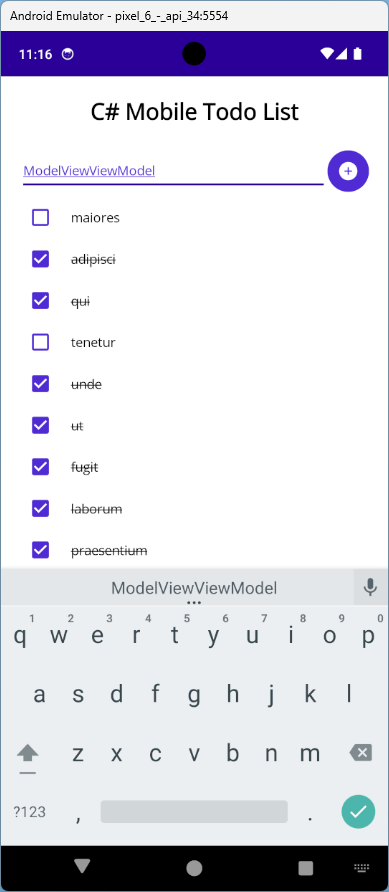 Android Emulator - pixel_6_-_api_34:5554
11:16
C# Mobile Todo List
ModelViewViewModel
maiores
adipisci
qui
tenetur
unde
ut
fugit
laborum
praesentium
ModelViewViewModel
1 2 3 4 5 6 7 8 9 0
q w e r t y u i o p
a s d f g h j k l
z x c v b n m
?123 , .